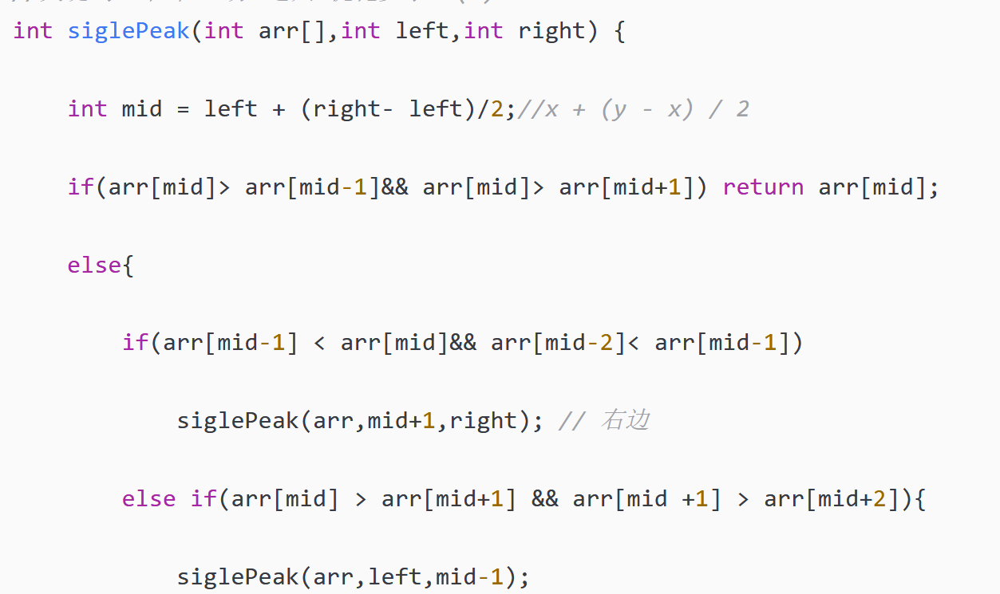 int siglePeak(int arr[],int left,int right) {
int mid = left + (right- left)/2;//x + (y - x) / 2
if(arr[mid]> arr[mid-1]&& arr[mid]> arr[mid+1]) return arr[mid];
else{
if(arr[mid-1] < arr[mid]&& arr[mid-2]< arr[mid-1])
siglePeak(arr,mid+1,right); // 右边
else if(arr[mid] > arr[mid+1] && arr[mid +1] > arr[mid+2]){
siglePeak(arr,left,mid-1);